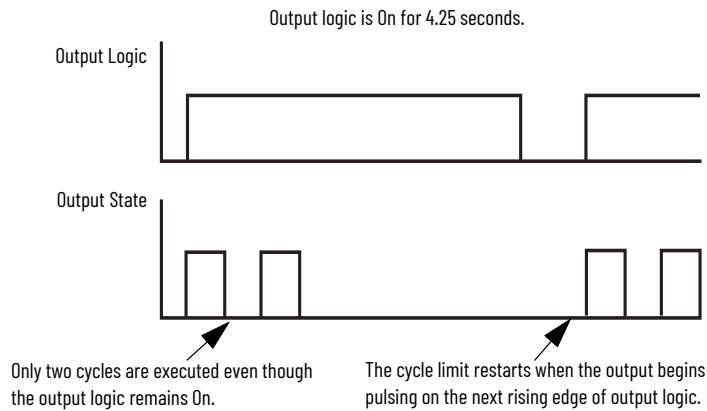 Output logic is On for 4.25 seconds.
Output Logic
Output State
Only two cycles are executed even though
the output logic remains On.
The cycle limit restarts when the output begins
pulsing on the next rising edge of output logic.